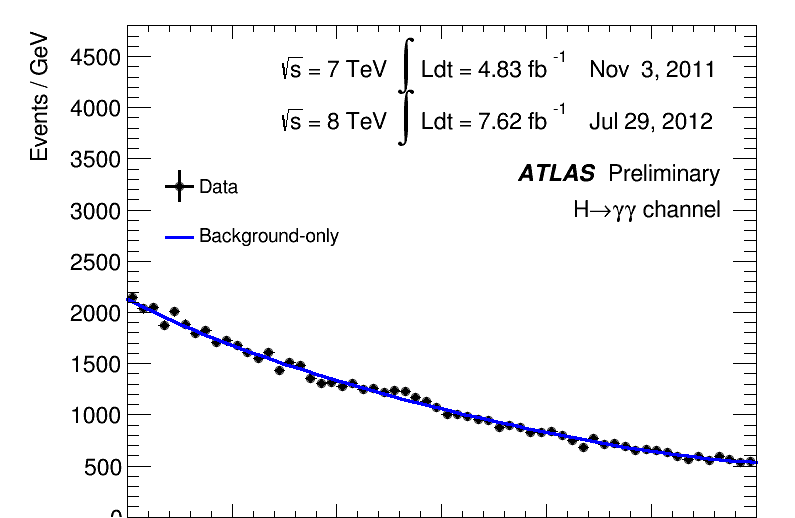 Events / GeV
4500
4000
3500
3000
2500
2000
1500
1000
500
0
√s = 7 TeV ∫ Ldt = 4.83 fb⁻¹ Nov 3, 2011
√s = 8 TeV ∫ Ldt = 7.62 fb⁻¹ Jul 29, 2012
ATLAS Preliminary
H→γγ channel
Data
Background-only